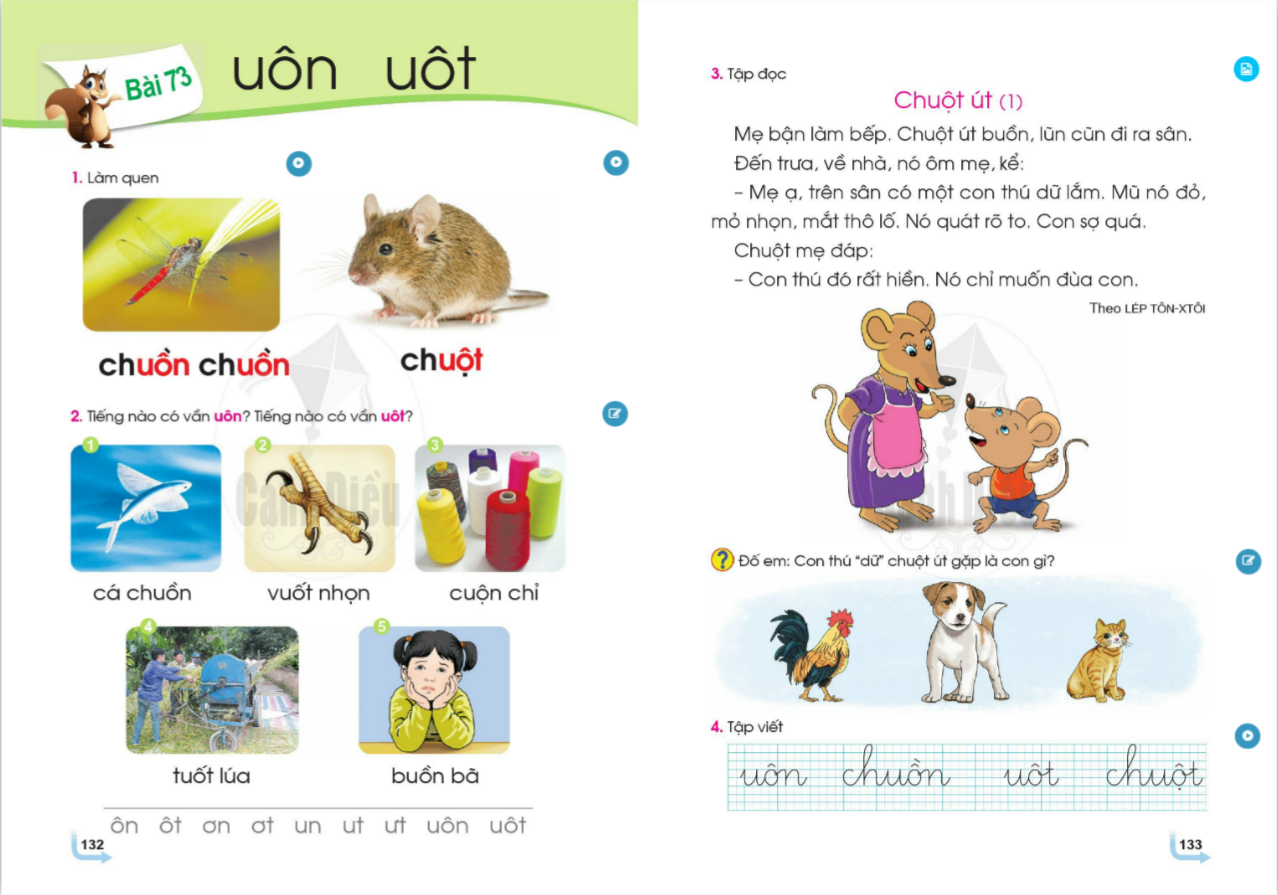 Bài 73
uôn uôt
1. Làm quen
chuồn chuồn
chuột
2. Tiếng nào có vần uôn? Tiếng nào có vần uôt?
1
2
3
cá chuồn
vuốt nhọn
cuộn chỉ
4
5
tuốt lúa
buồn bã
ôn ôt ơn ơt un ut ưt uôn uôt
132
Cánh Diều
3. Tập đọc
Chuột út (1)
Mẹ bận làm bếp. Chuột út buồn, lũn cũn đi ra sân.
Đến trưa, về nhà, nó ôm mẹ, kể:
– Mẹ ạ, trên sân có một con thú dữ lắm. Mũ nó đỏ,
mỏ nhọn, mắt thô lố. Nó quát rõ to. Con sợ quá.
Chuột mẹ đáp:
– Con thú đó rất hiền. Nó chỉ muốn đùa con.
Theo LÉP TÔN-XTÔI
? Đố em: Con thú “dữ” chuột út gặp là con gì?
4. Tập viết
uôn chuồn uôt chuột
133